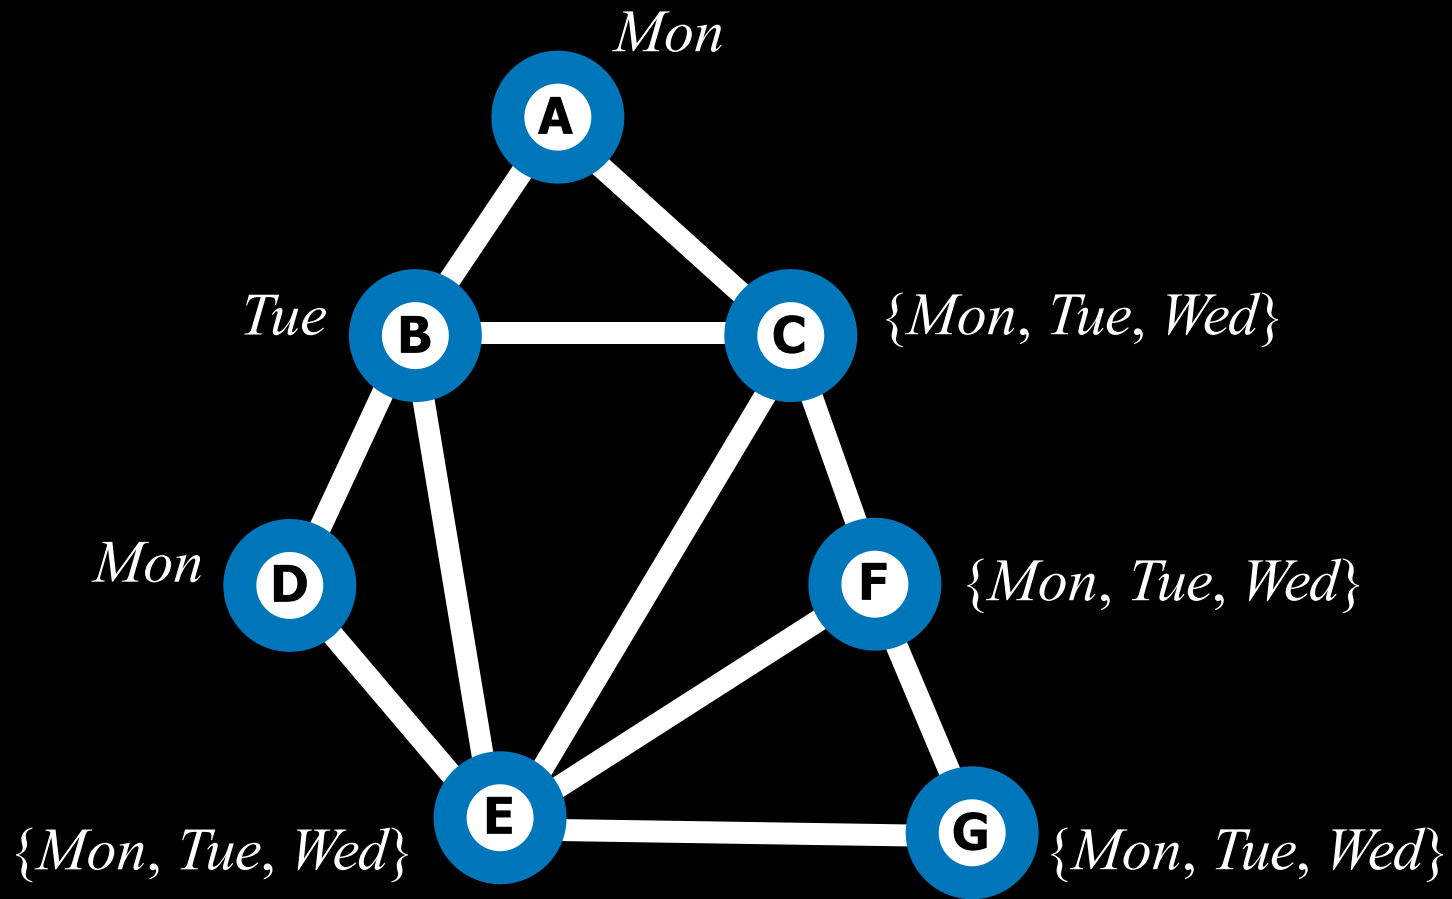 Mon
A
Tue
B
C
{Mon, Tue, Wed}
Mon
D
F
{Mon, Tue, Wed}
E
{Mon, Tue, Wed}
G
{Mon, Tue, Wed}